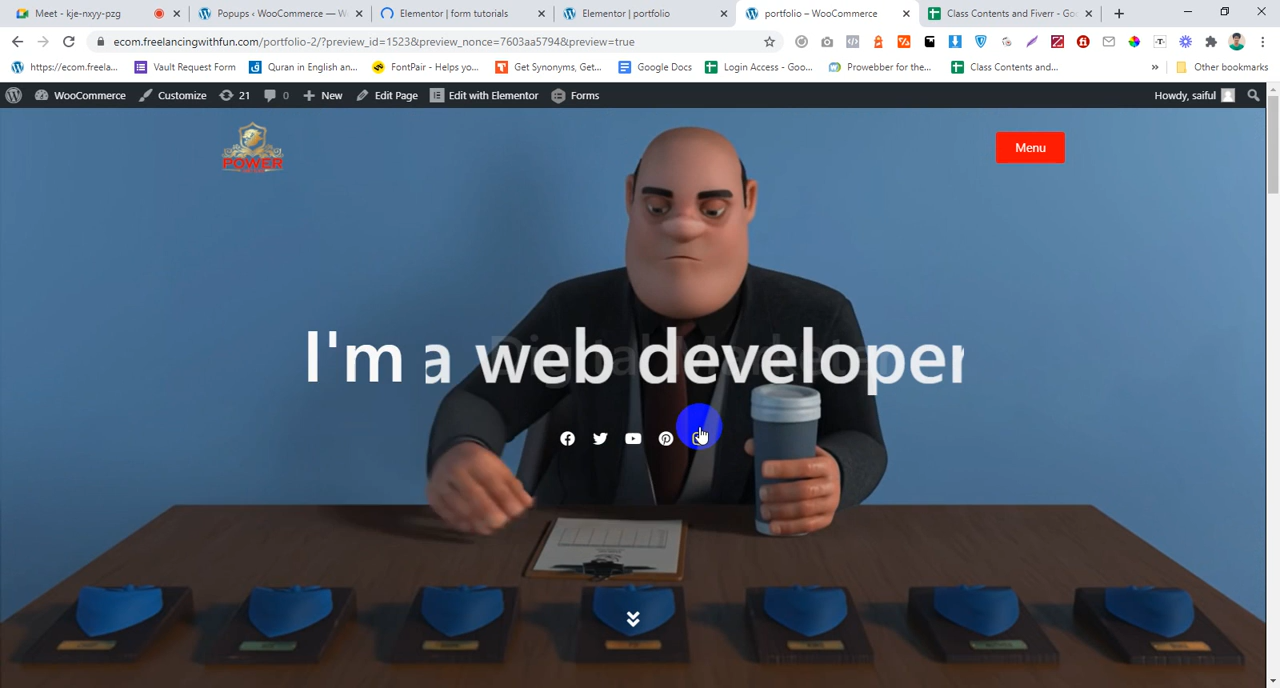 Meet - kje-nxyy-pzg
Popups ‹ WooCommerce — W
Elementor | form tutorials
Elementor | portfolio
portfolio – WooCommerce
Class Contents and Fiverr - Go
ecom.freelancingwithfun.com/portfolio-2/?preview_id=1523&preview_nonce=7603aa5794&preview=true
https://ecom.freela...
Vault Request Form
Quran in English an...
FontPair - Helps yo...
Get Synonyms, Get...
Google Docs
Login Access - Goo...
Prowebber for the...
Class Contents and...
»
Other bookmarks
WooCommerce
Customize
21
0
New
Edit Page
Edit with Elementor
Forms
Howdy, saiful
POWER
Menu
I'm a web developer
Digital Marketer